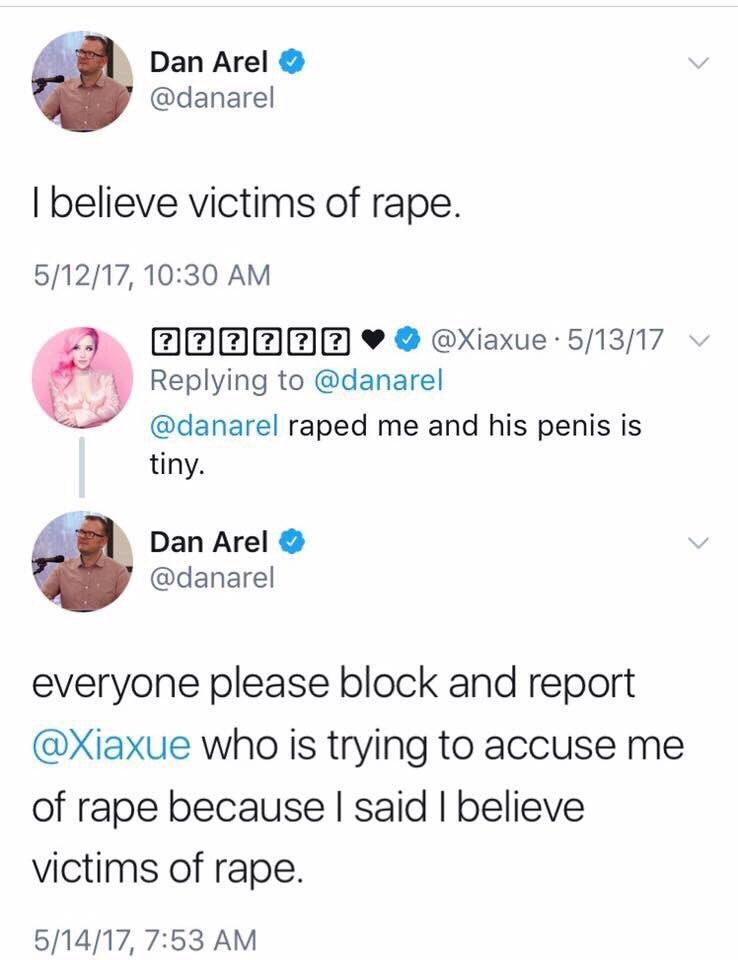 Dan Arel
@danarel
I believe victims of rape.
5/12/17, 10:30 AM
⍰⍰⍰⍰⍰⍰ ♥ @Xiaxue · 5/13/17
Replying to @danarel
@danarel raped me and his penis is
tiny.
Dan Arel
@danarel
everyone please block and report
@Xiaxue who is trying to accuse me
of rape because I said I believe
victims of rape.
5/14/17, 7:53 AM